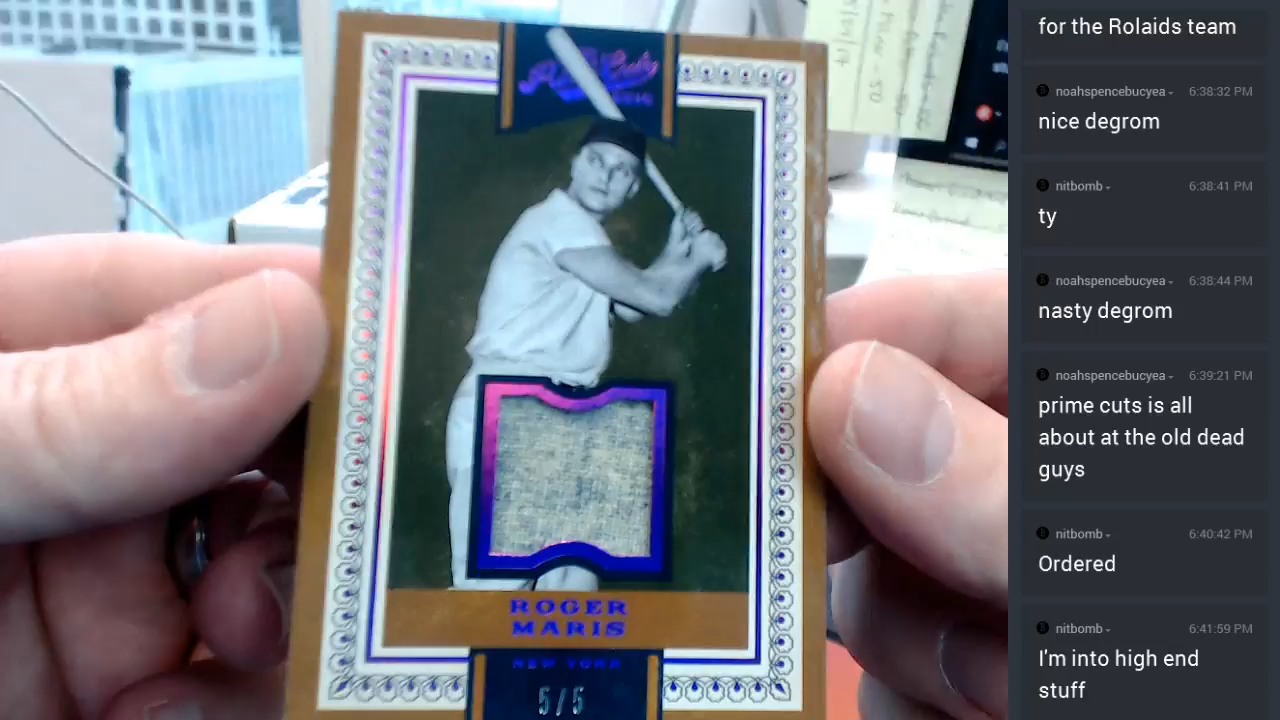 Prime Cuts
ROGER
MARIS
NEW YORK
5/5
for the Rolaids team
noahspencebucyea
6:38:32 PM
nice degrom
nitbomb
6:38:41 PM
ty
noahspencebucyea
6:38:44 PM
nasty degrom
noahspencebucyea
6:39:21 PM
prime cuts is all
about at the old dead
guys
nitbomb
6:40:42 PM
Ordered
nitbomb
6:41:59 PM
I'm into high end
stuff